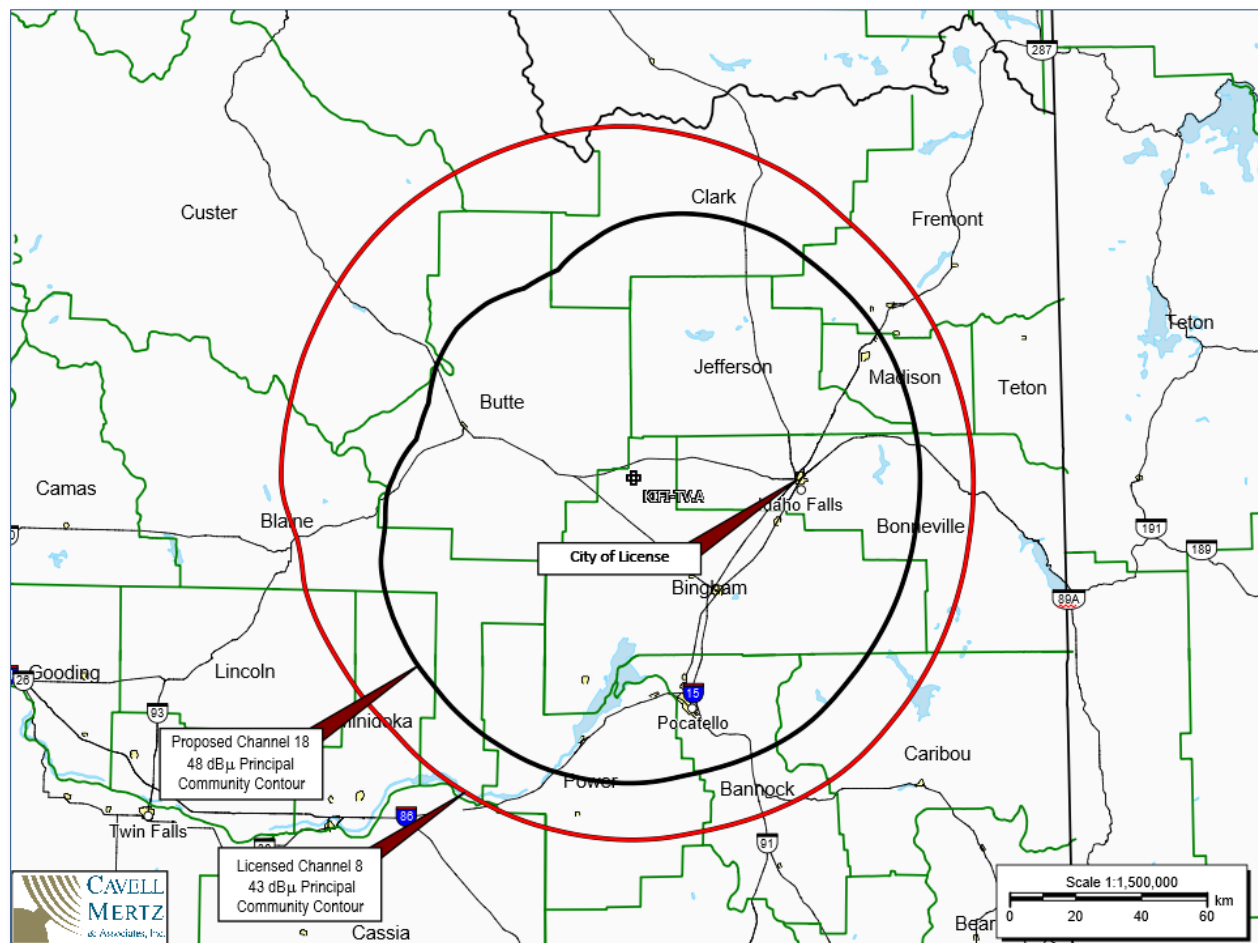 287
Custer
Clark
Fremont
Teton
Jefferson
Madison
Teton
Butte
Camas
Blaine
Idaho Falls
Bonneville
191
189
City of License
Bingham
89A
Gooding
26
Lincoln
93
15
Pocatello
Minidoka
Proposed Channel 18
48 dBμ Principal
Community Contour
Caribou
Power
Bannock
Twin Falls
86
91
Licensed Channel 8
43 dBμ Principal
Community Contour
Scale 1:1,500,000
0 20 40 60 km
CAVELL
MERTZ
& Associates, Inc.
Cassia
Bear